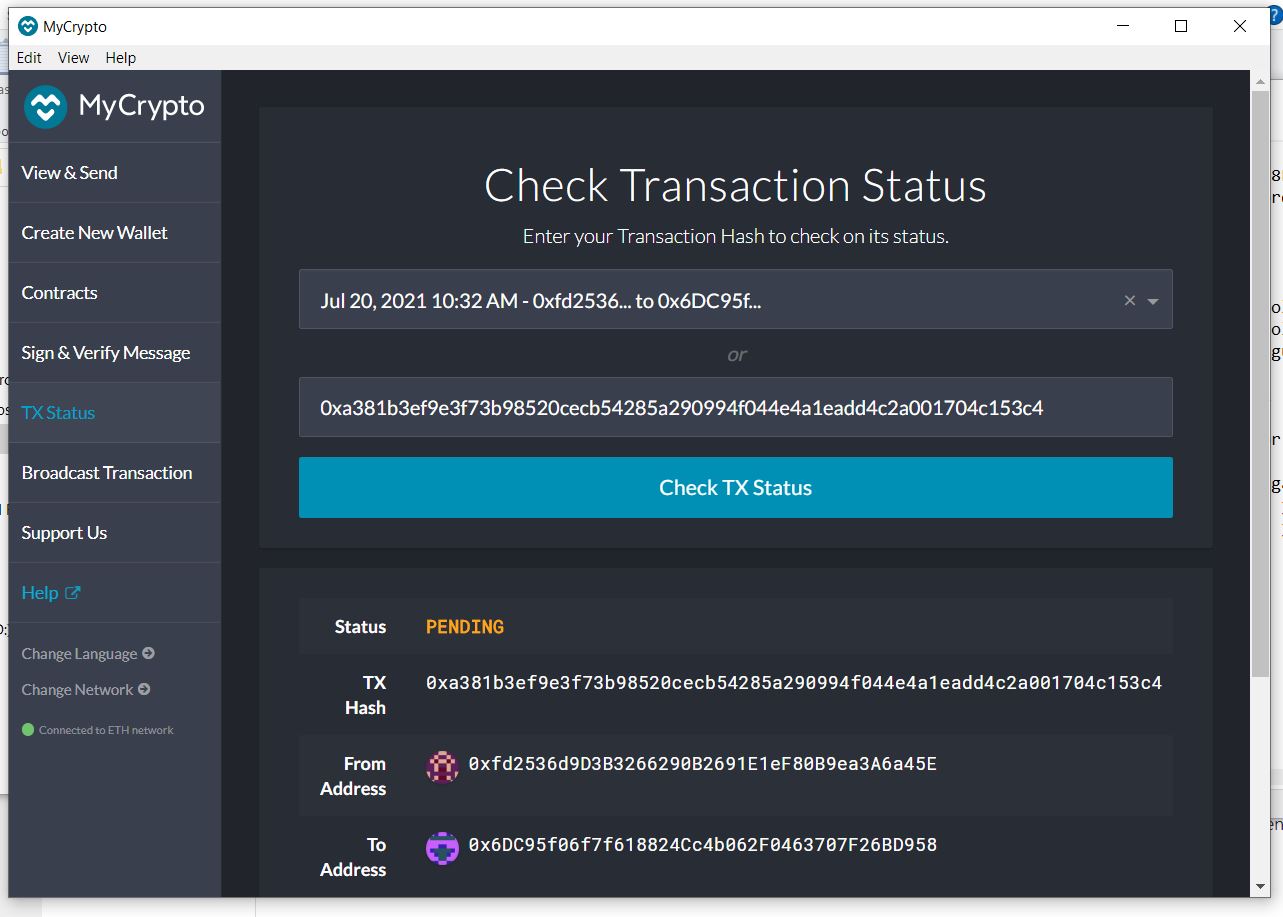 MyCrypto
Edit View Help
MyCrypto
View & Send
Create New Wallet
Contracts
Sign & Verify Message
TX Status
Broadcast Transaction
Support Us
Help
Change Language
Change Network
Connected to ETH network
Check Transaction Status
Enter your Transaction Hash to check on its status.
Jul 20, 2021 10:32 AM - 0xfd2536... to 0x6DC95f...
or
0xa381b3ef9e3f73b98520cecb54285a290994f044e4a1eadd4c2a001704c153c4
Check TX Status
Status PENDING
TX Hash 0xa381b3ef9e3f73b98520cecb54285a290994f044e4a1eadd4c2a001704c153c4
From Address 0xfd2536d9D3B3266290B2691E1eF80B9ea3A6a45E
To Address 0x6DC95f06f7f618824Cc4b062F0463707F26BD958